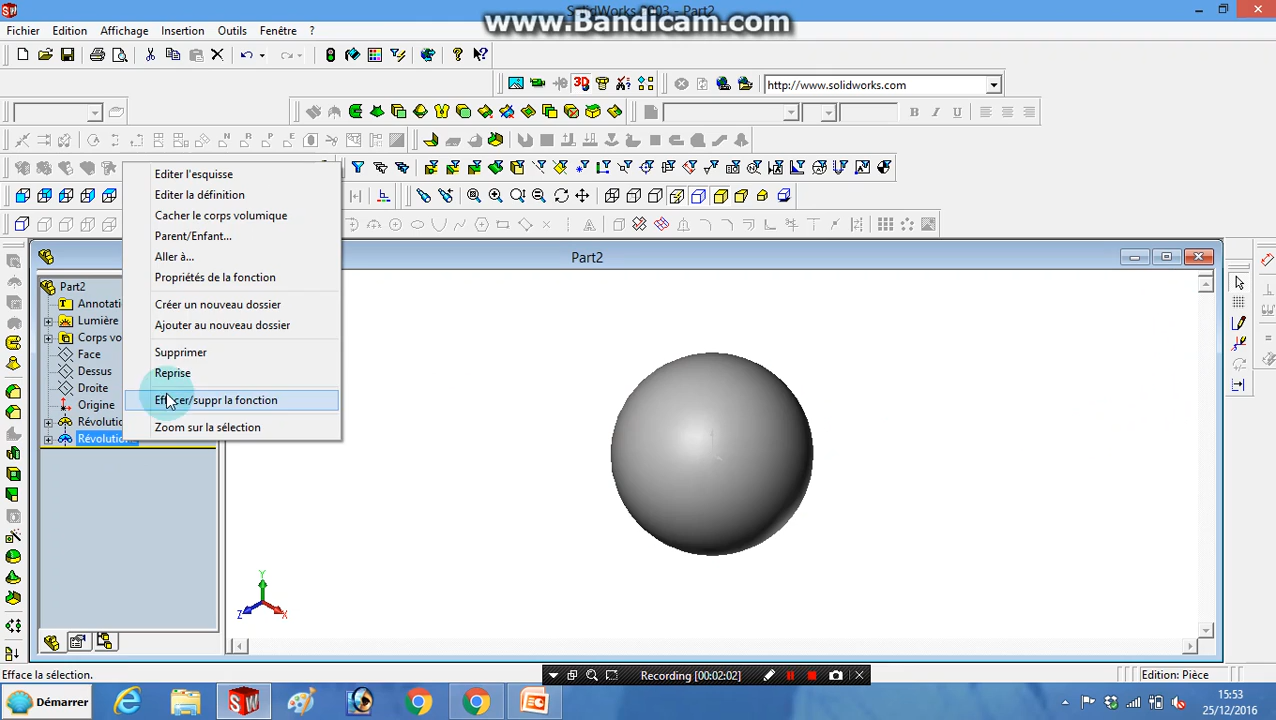 SolidWorks 2003 - Part2
www.Bandicam.com
Fichier Edition Affichage Insertion Outils Fenêtre ?
http://www.solidworks.com
B I U
Editer l'esquisse
Editer la définition
Cacher le corps volumique
Parent/Enfant...
Aller à...
Propriétés de la fonction
Créer un nouveau dossier
Ajouter au nouveau dossier
Supprimer
Reprise
Effacer/suppr la fonction
Zoom sur la sélection
Part2
Part2
Annotati
Lumière
Corps vo
Face
Dessus
Droite
Origine
Révolutio
Révolution
Y
Z X
Efface la sélection.
Recording [00:02:02]
Edition: Pièce
Démarrer
15:53
25/12/2016